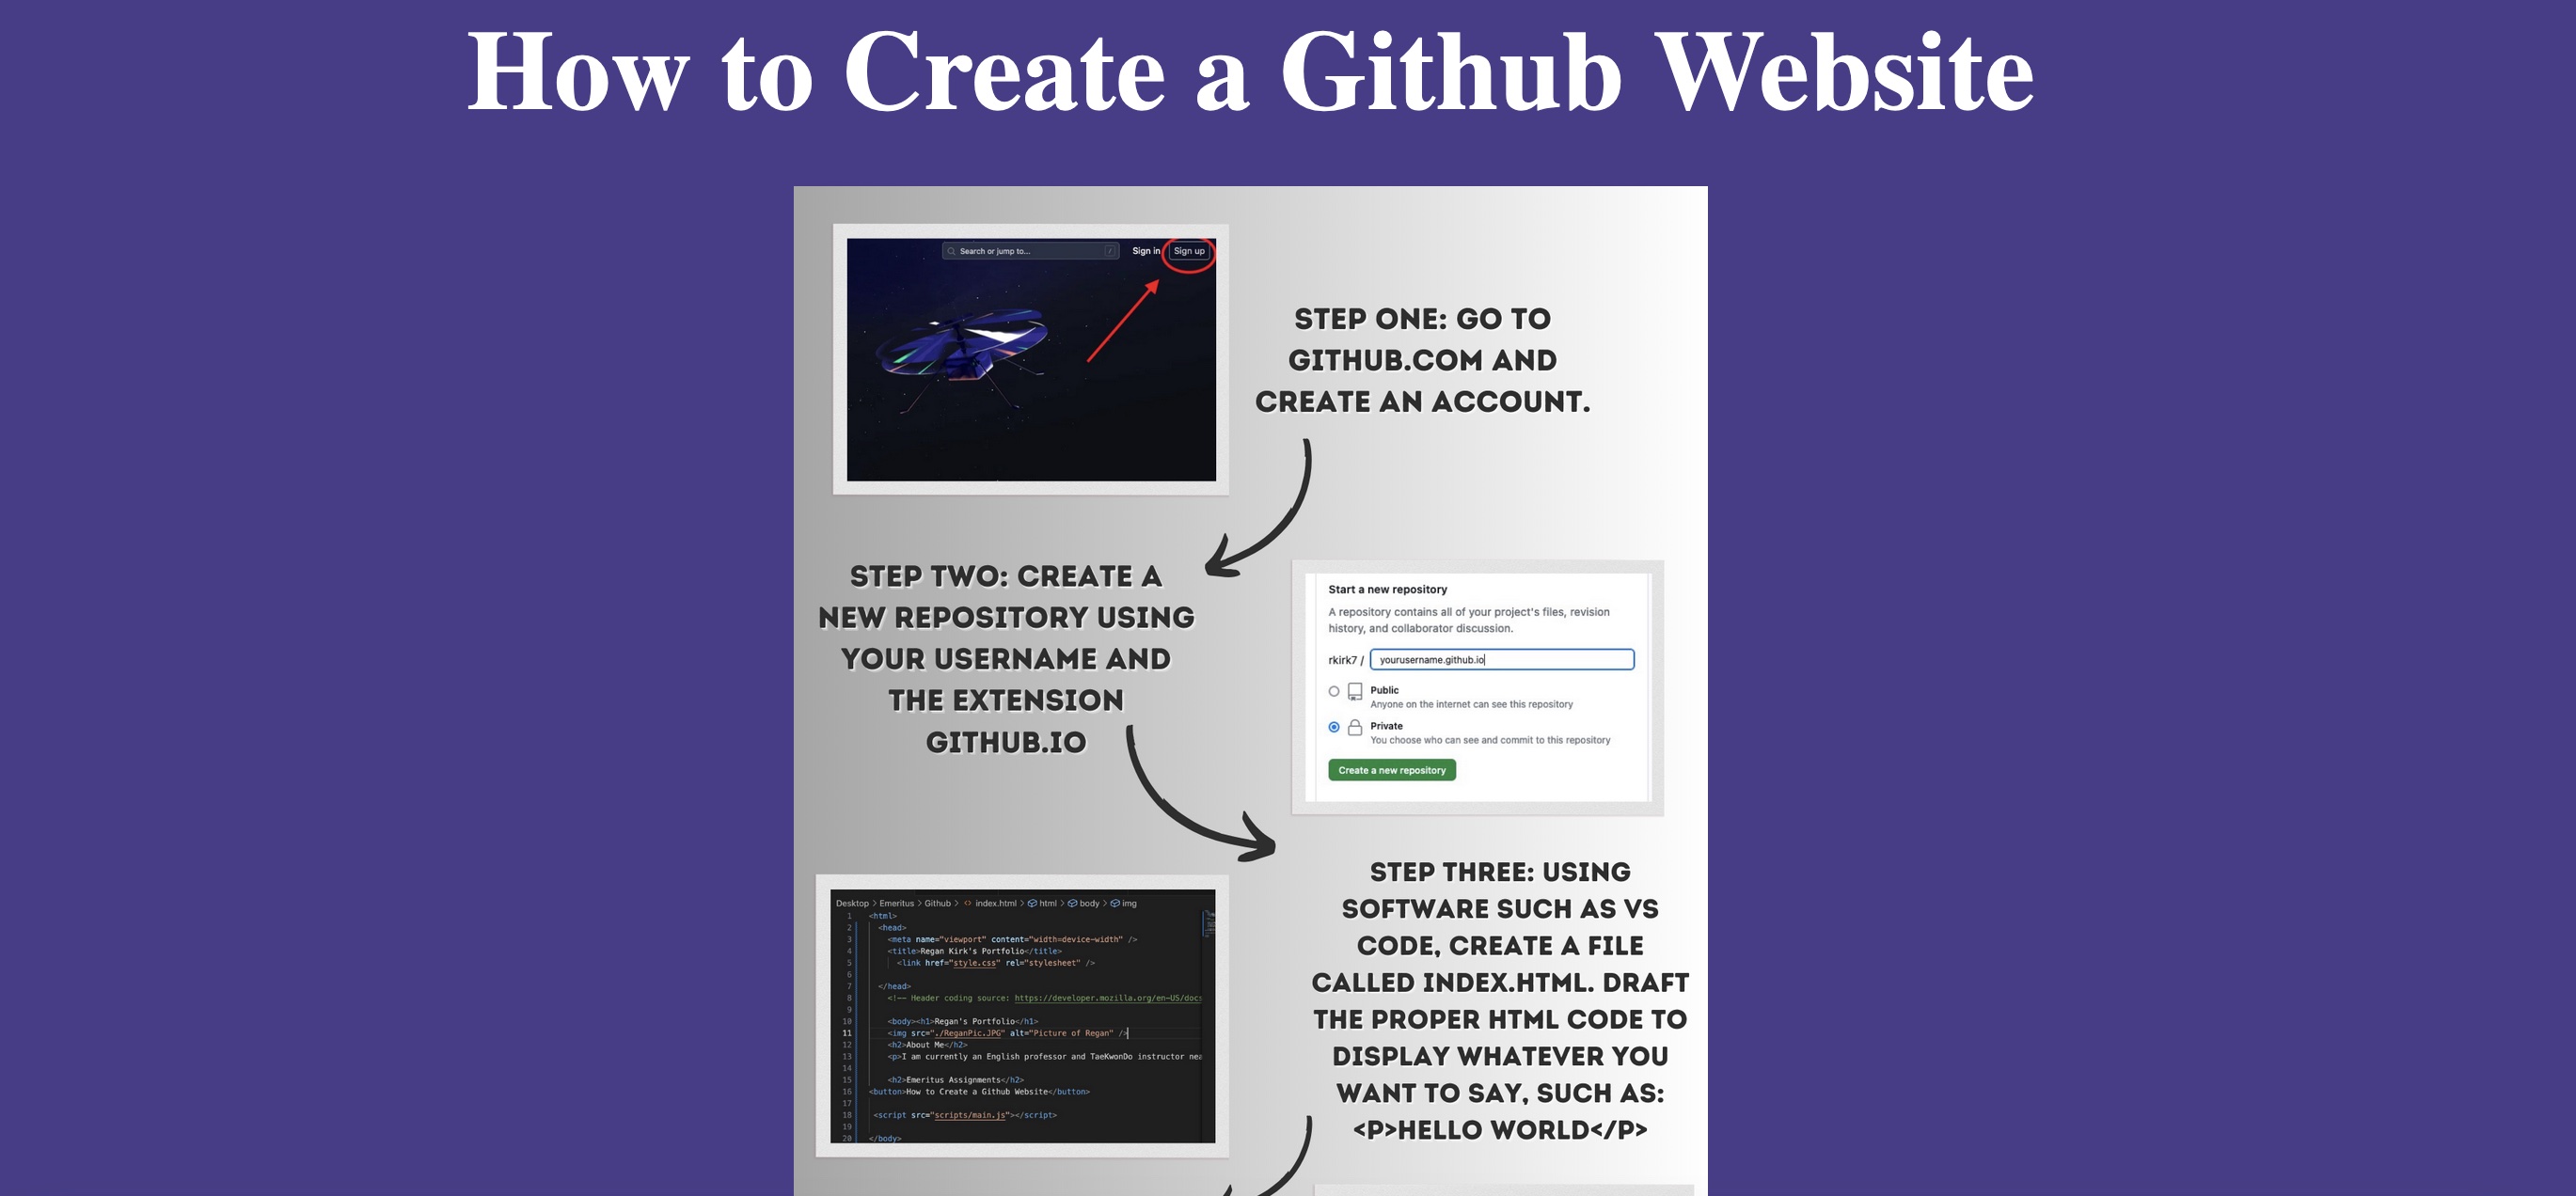 How to Create a Github Website
Search or jump to...
/
Sign in
Sign up
STEP ONE: GO TO
GITHUB.COM AND
CREATE AN ACCOUNT.
STEP TWO: CREATE A
NEW REPOSITORY USING
YOUR USERNAME AND
THE EXTENSION
GITHUB.IO
Start a new repository
A repository contains all of your project's files, revision
history, and collaborator discussion.
rkirk7 / yourusername.github.io
Public
Anyone on the internet can see this repository
Private
You choose who can see and commit to this repository
Create a new repository
STEP THREE: USING
SOFTWARE SUCH AS VS
CODE, CREATE A FILE
CALLED INDEX.HTML. DRAFT
THE PROPER HTML CODE TO
DISPLAY WHATEVER YOU
WANT TO SAY, SUCH AS:
<P>HELLO WORLD</P>
Desktop > Emeritus > Github > <> index.html > html > body > img
1 <html>
2 <head>
3 <meta name="viewport" content="width=device-width" />
4 <title>Regan Kirk's Portfolio</title>
5 <link href="style.css" rel="stylesheet" />
6
7 </head>
8 <!-- Header coding source: https://developer.mozilla.org/en-US/docs
9
10 <body><h1>Regan's Portfolio</h1>
11 <img src="./ReganPic.JPG" alt="Picture of Regan" />
12 <h2>About Me</h2>
13 <p>I am currently an English professor and TaeKwonDo instructor nea
14
15 <h2>Emeritus Assignments</h2>
16 <button>How to Create a Github Website</button>
17
18 <script src="scripts/main.js"></script>
19
20 </body>